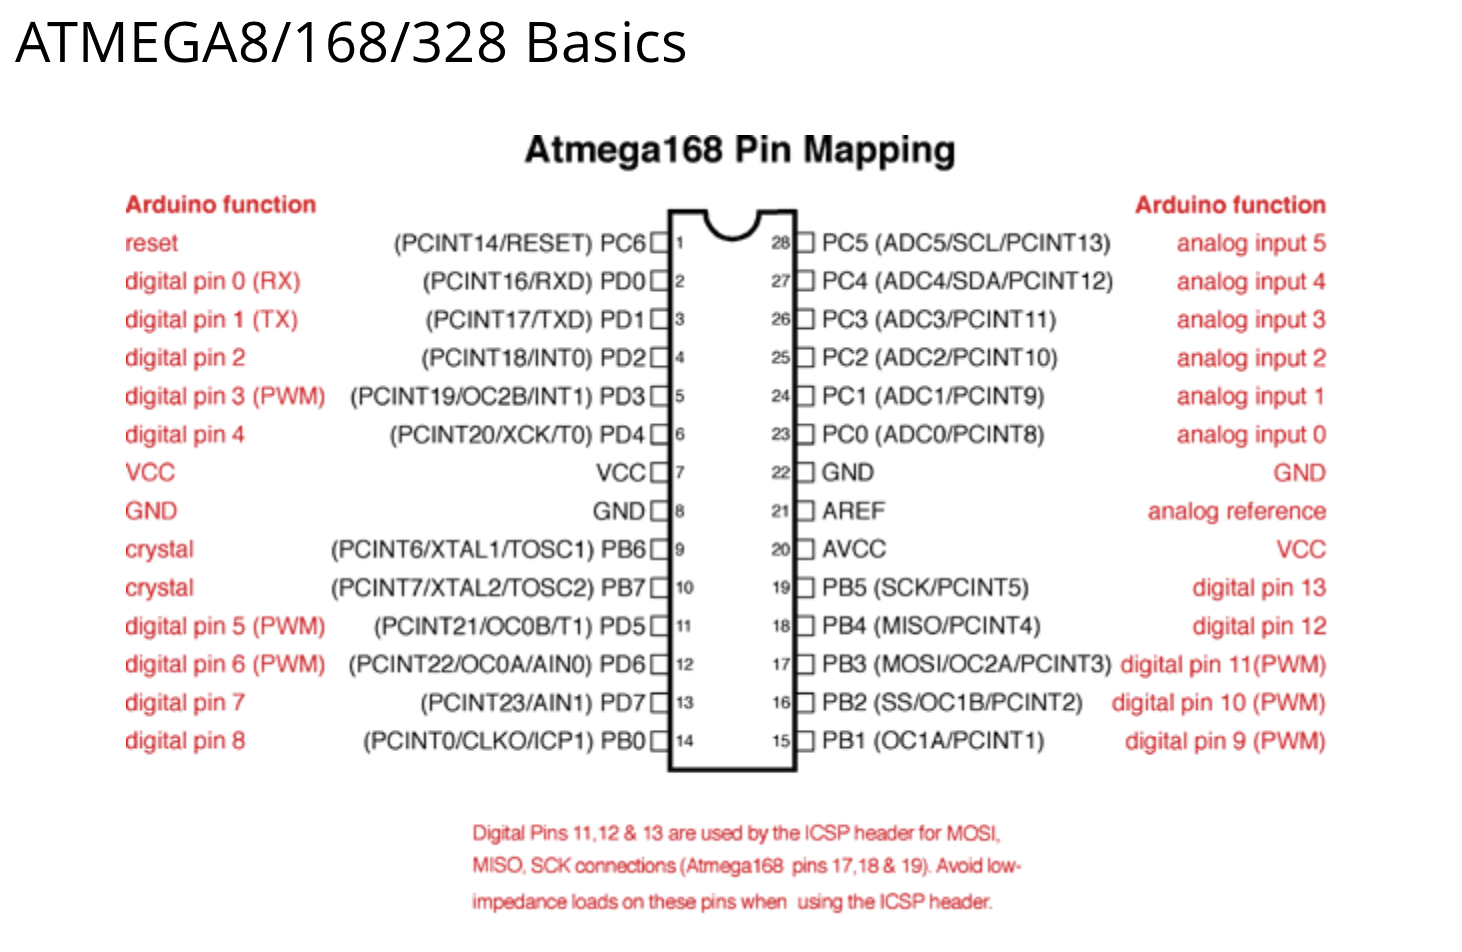 ATMEGA8/168/328 Basics
Atmega168 Pin Mapping
Arduino function Arduino function
reset (PCINT14/RESET) PC6 1 28 PC5 (ADC5/SCL/PCINT13) analog input 5
digital pin 0 (RX) (PCINT16/RXD) PD0 2 27 PC4 (ADC4/SDA/PCINT12) analog input 4
digital pin 1 (TX) (PCINT17/TXD) PD1 3 26 PC3 (ADC3/PCINT11) analog input 3
digital pin 2 (PCINT18/INT0) PD2 4 25 PC2 (ADC2/PCINT10) analog input 2
digital pin 3 (PWM) (PCINT19/OC2B/INT1) PD3 5 24 PC1 (ADC1/PCINT9) analog input 1
digital pin 4 (PCINT20/XCK/T0) PD4 6 23 PC0 (ADC0/PCINT8) analog input 0
VCC VCC 7 22 GND GND
GND GND 8 21 AREF analog reference
crystal (PCINT6/XTAL1/TOSC1) PB6 9 20 AVCC VCC
crystal (PCINT7/XTAL2/TOSC2) PB7 10 19 PB5 (SCK/PCINT5) digital pin 13
digital pin 5 (PWM) (PCINT21/OC0B/T1) PD5 11 18 PB4 (MISO/PCINT4) digital pin 12
digital pin 6 (PWM) (PCINT22/OC0A/AIN0) PD6 12 17 PB3 (MOSI/OC2A/PCINT3) digital pin 11(PWM)
digital pin 7 (PCINT23/AIN1) PD7 13 16 PB2 (SS/OC1B/PCINT2) digital pin 10 (PWM)
digital pin 8 (PCINT0/CLKO/ICP1) PB0 14 15 PB1 (OC1A/PCINT1) digital pin 9 (PWM)
Digital Pins 11,12 & 13 are used by the ICSP header for MOSI,
MISO, SCK connections (Atmega168 pins 17,18 & 19). Avoid low-
impedance loads on these pins when using the ICSP header.